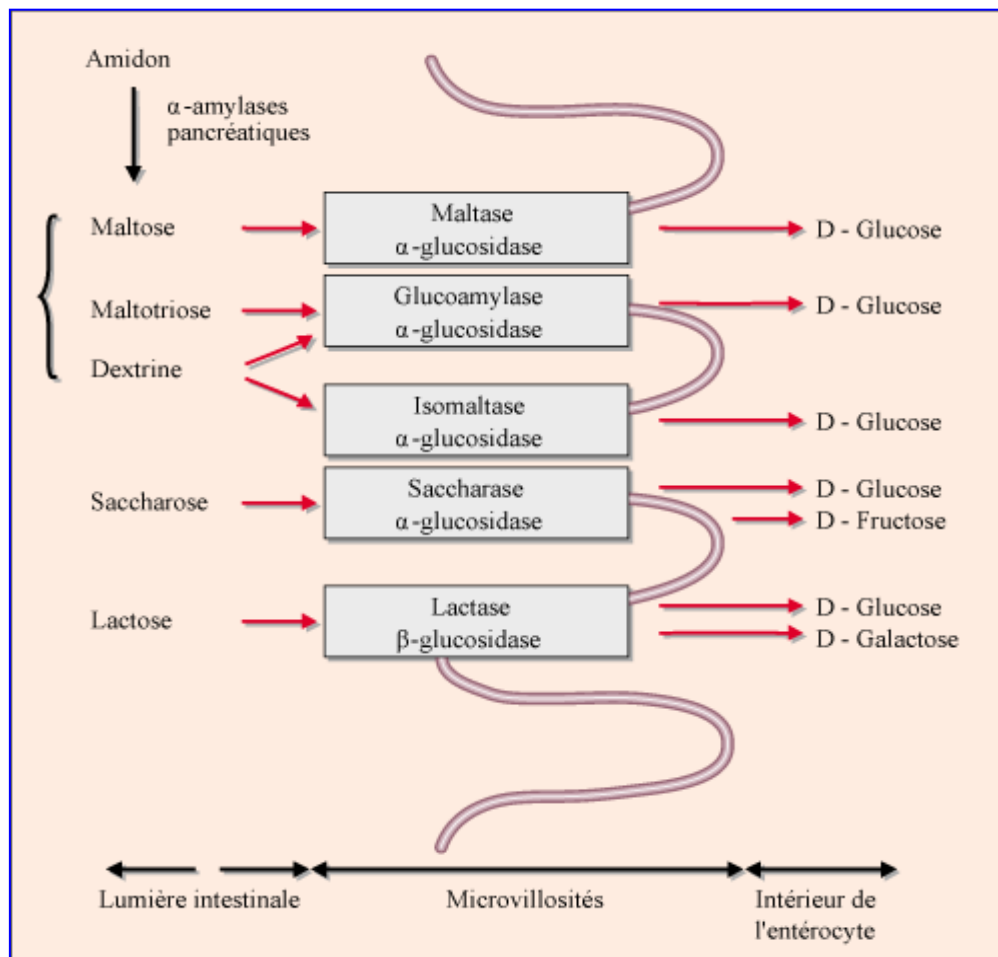 Amidon
α-amylases
pancréatiques
Maltose
Maltase
α-glucosidase
D - Glucose
Maltotriose
Glucoamylase
α-glucosidase
D - Glucose
Dextrine
Isomaltase
α-glucosidase
D - Glucose
Saccharose
Saccharase
α-glucosidase
D - Glucose
D - Fructose
Lactose
Lactase
β-glucosidase
D - Glucose
D - Galactose
Lumière intestinale
Microvillosités
Intérieur de
l'entérocyte